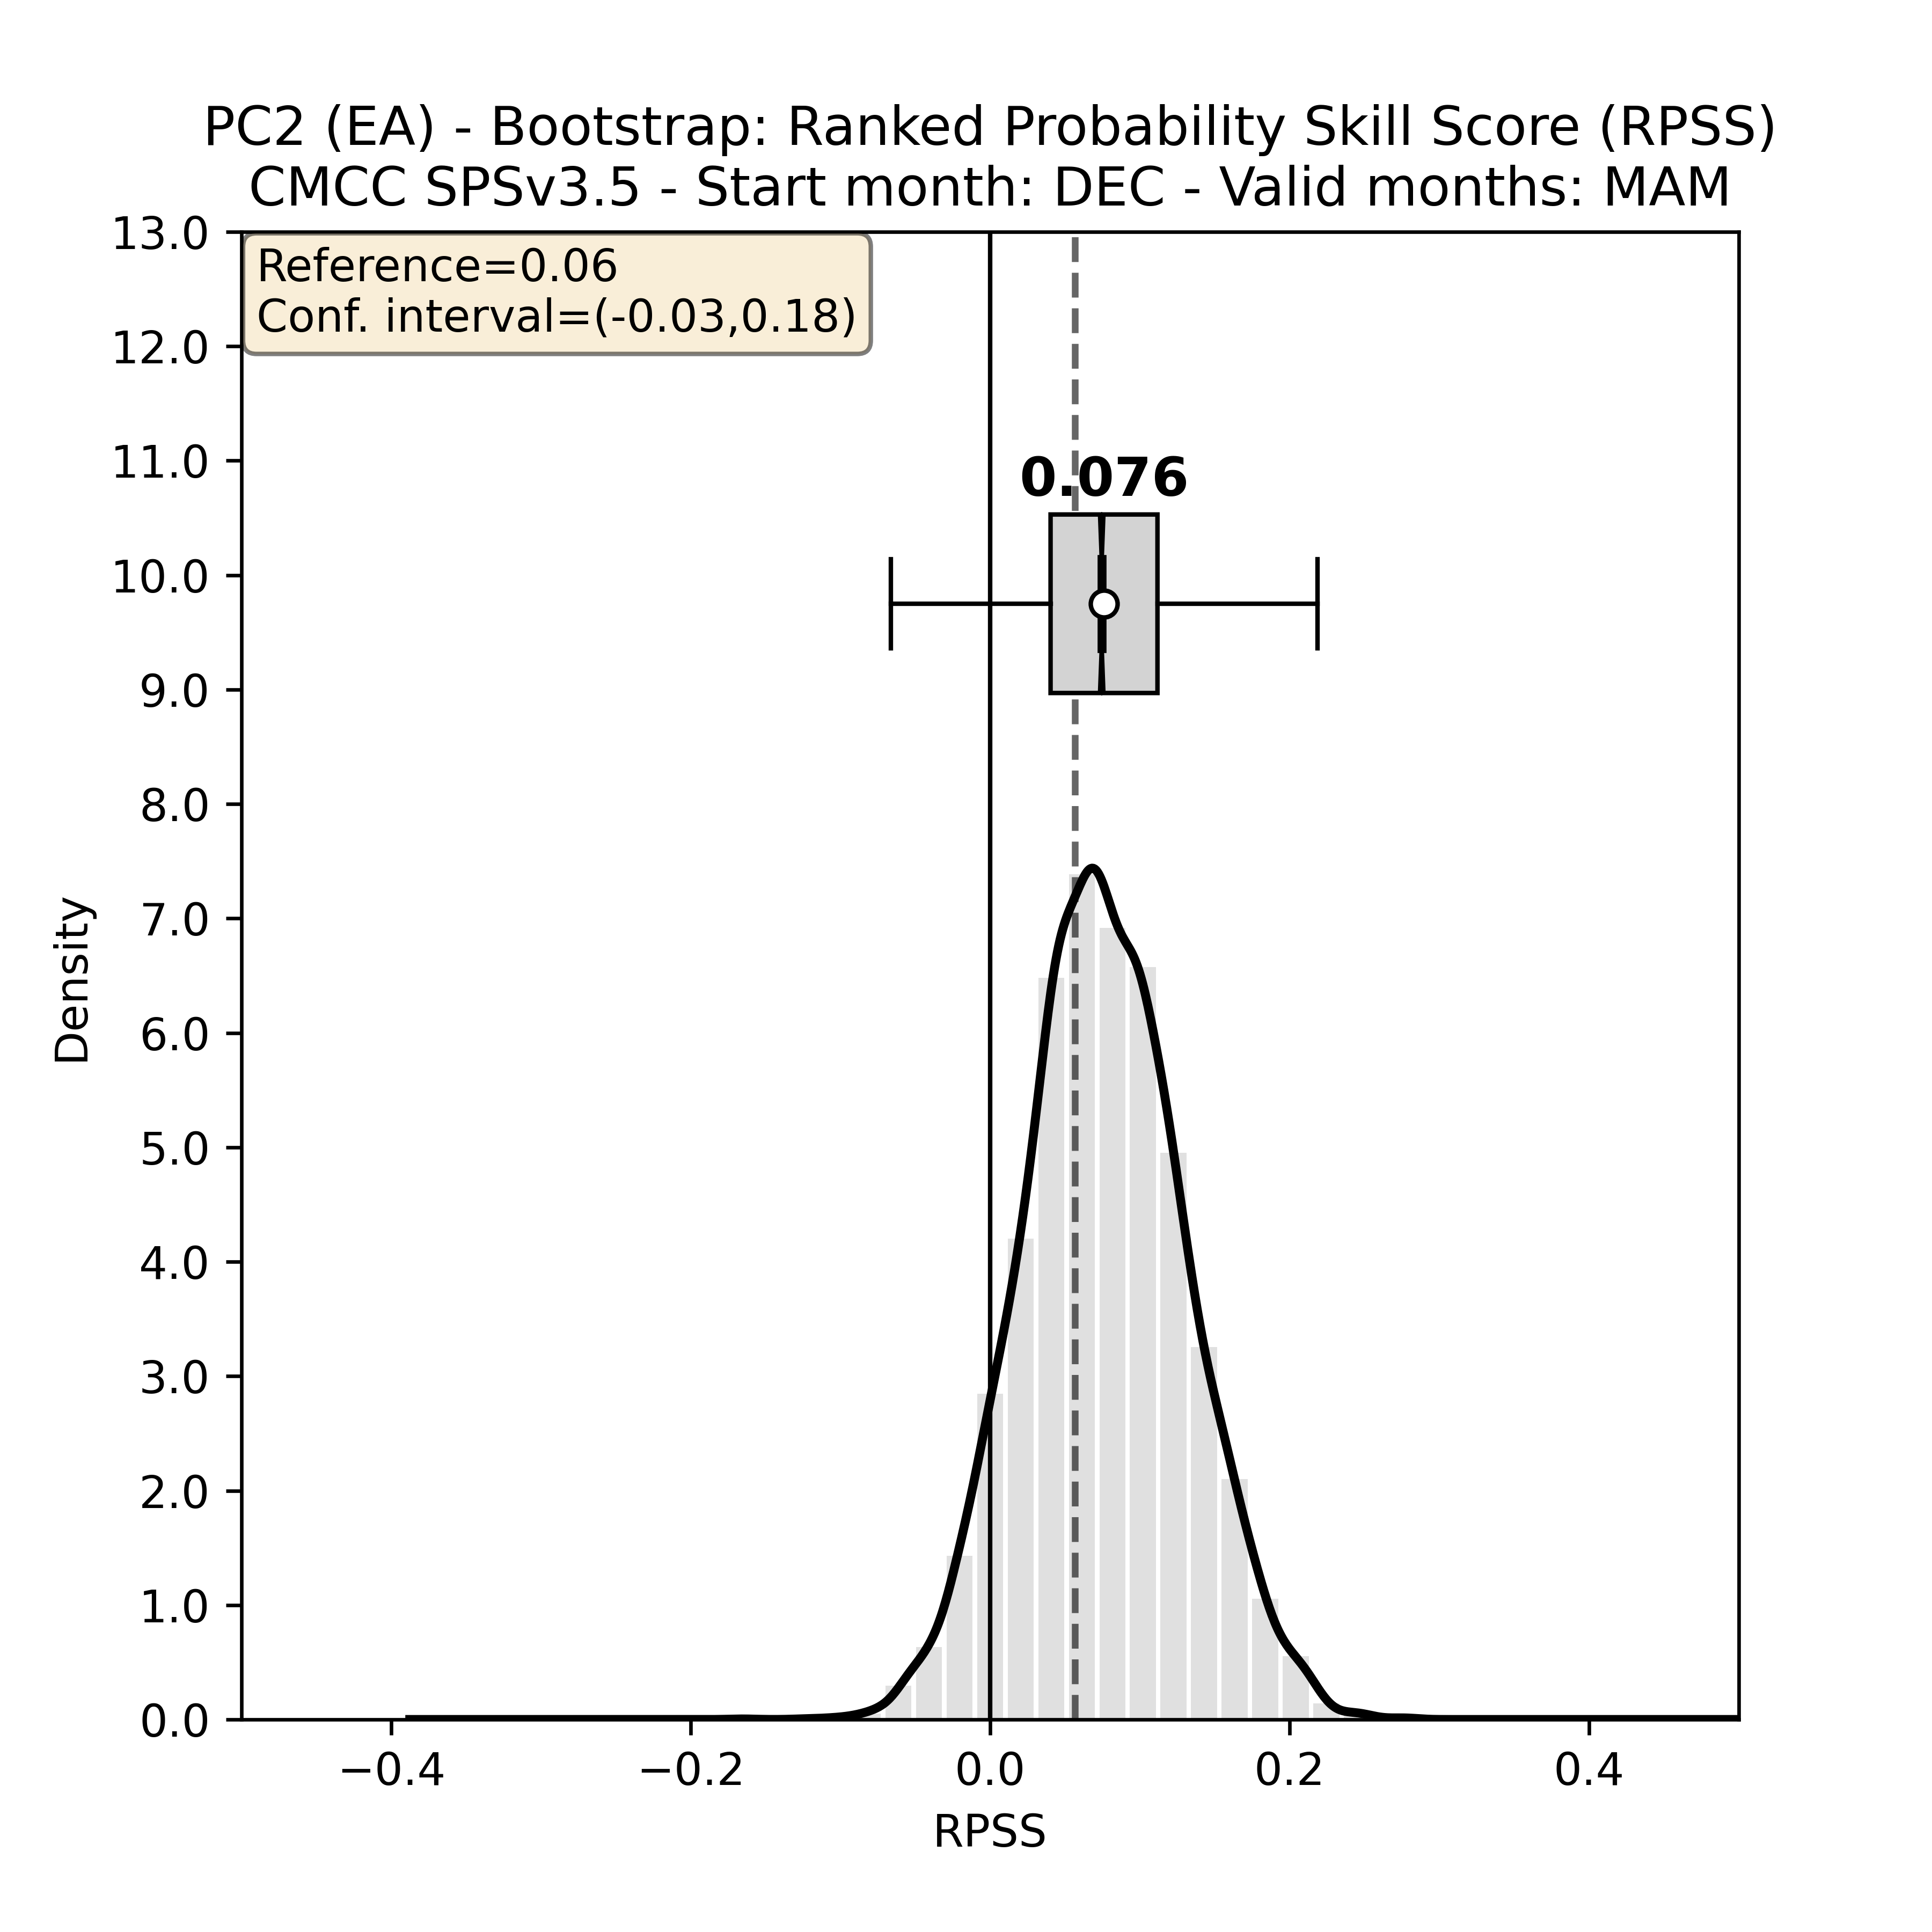 PC2 (EA) - Bootstrap: Ranked Probability Skill Score (RPSS)
CMCC SPSv3.5 - Start month: DEC - Valid months: MAM
Reference=0.06
Conf. interval=(-0.03,0.18)
0.076
13.0
12.0
11.0
10.0
9.0
8.0
7.0
6.0
5.0
4.0
3.0
2.0
1.0
0.0
Density
−0.4 −0.2 0.0 0.2 0.4
RPSS